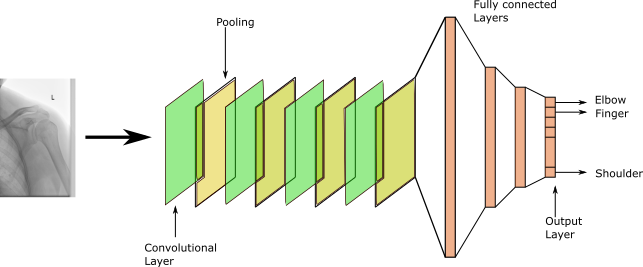 Fully connected
Layers
Pooling
L
Elbow
Finger
Shoulder
Output
Layer
Convolutional
Layer